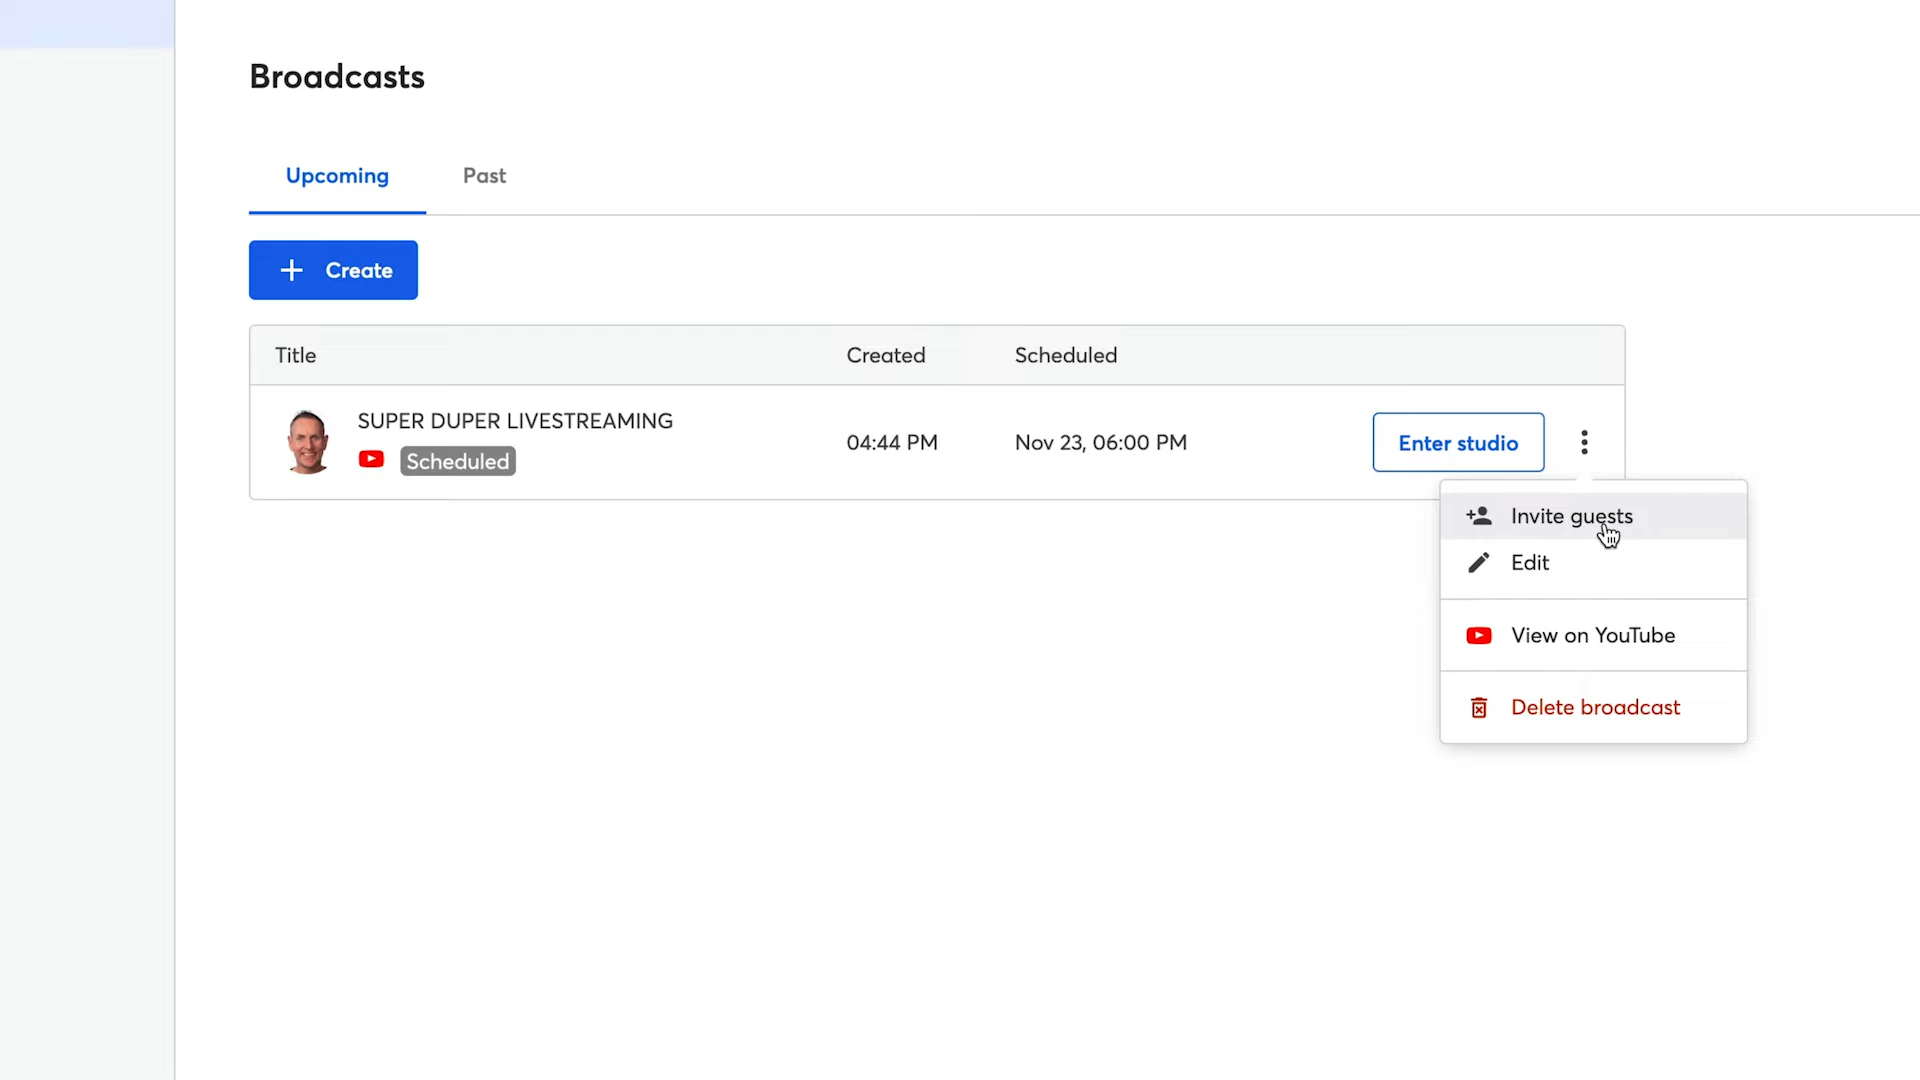 Broadcasts
Upcoming Past
+ Create
Title Created Scheduled
SUPER DUPER LIVESTREAMING
Scheduled
04:44 PM Nov 23, 06:00 PM Enter studio
Invite guests
Edit
View on YouTube
Delete broadcast